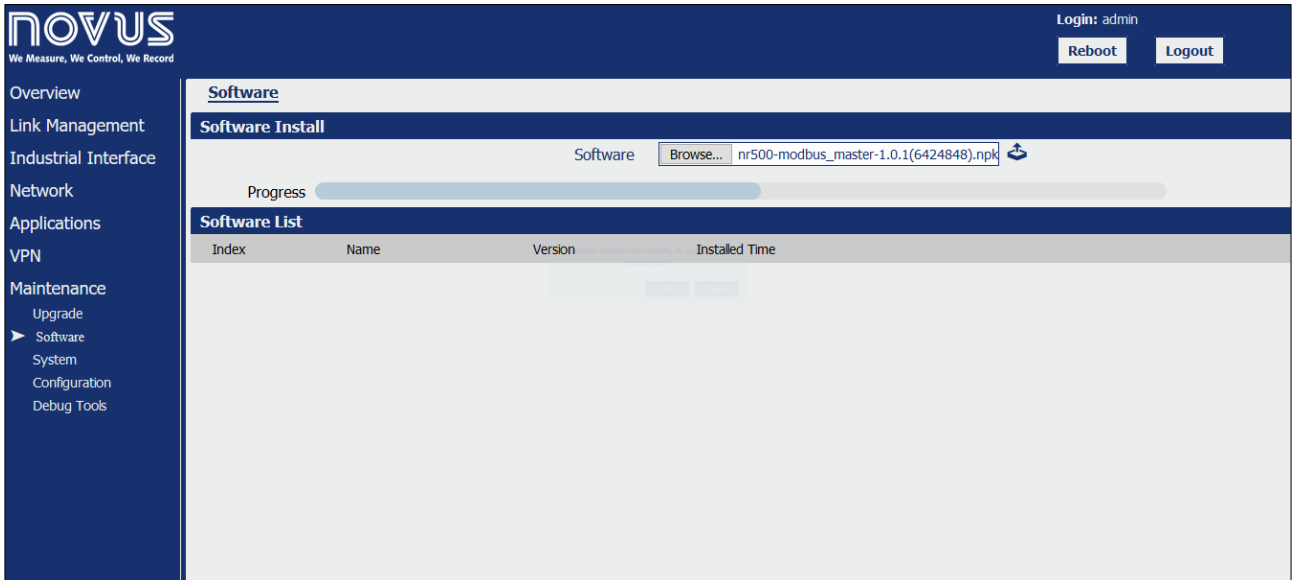 NOVUS
We Measure, We Control, We Record
Login: admin
Reboot Logout
Overview
Link Management
Industrial Interface
Network
Applications
VPN
Maintenance
Upgrade
➤ Software
System
Configuration
Debug Tools
Software
Software Install
Software Browse... nr500-modbus_master-1.0.1(6424848).npk
Progress
Software List
Index Name Version Installed Time